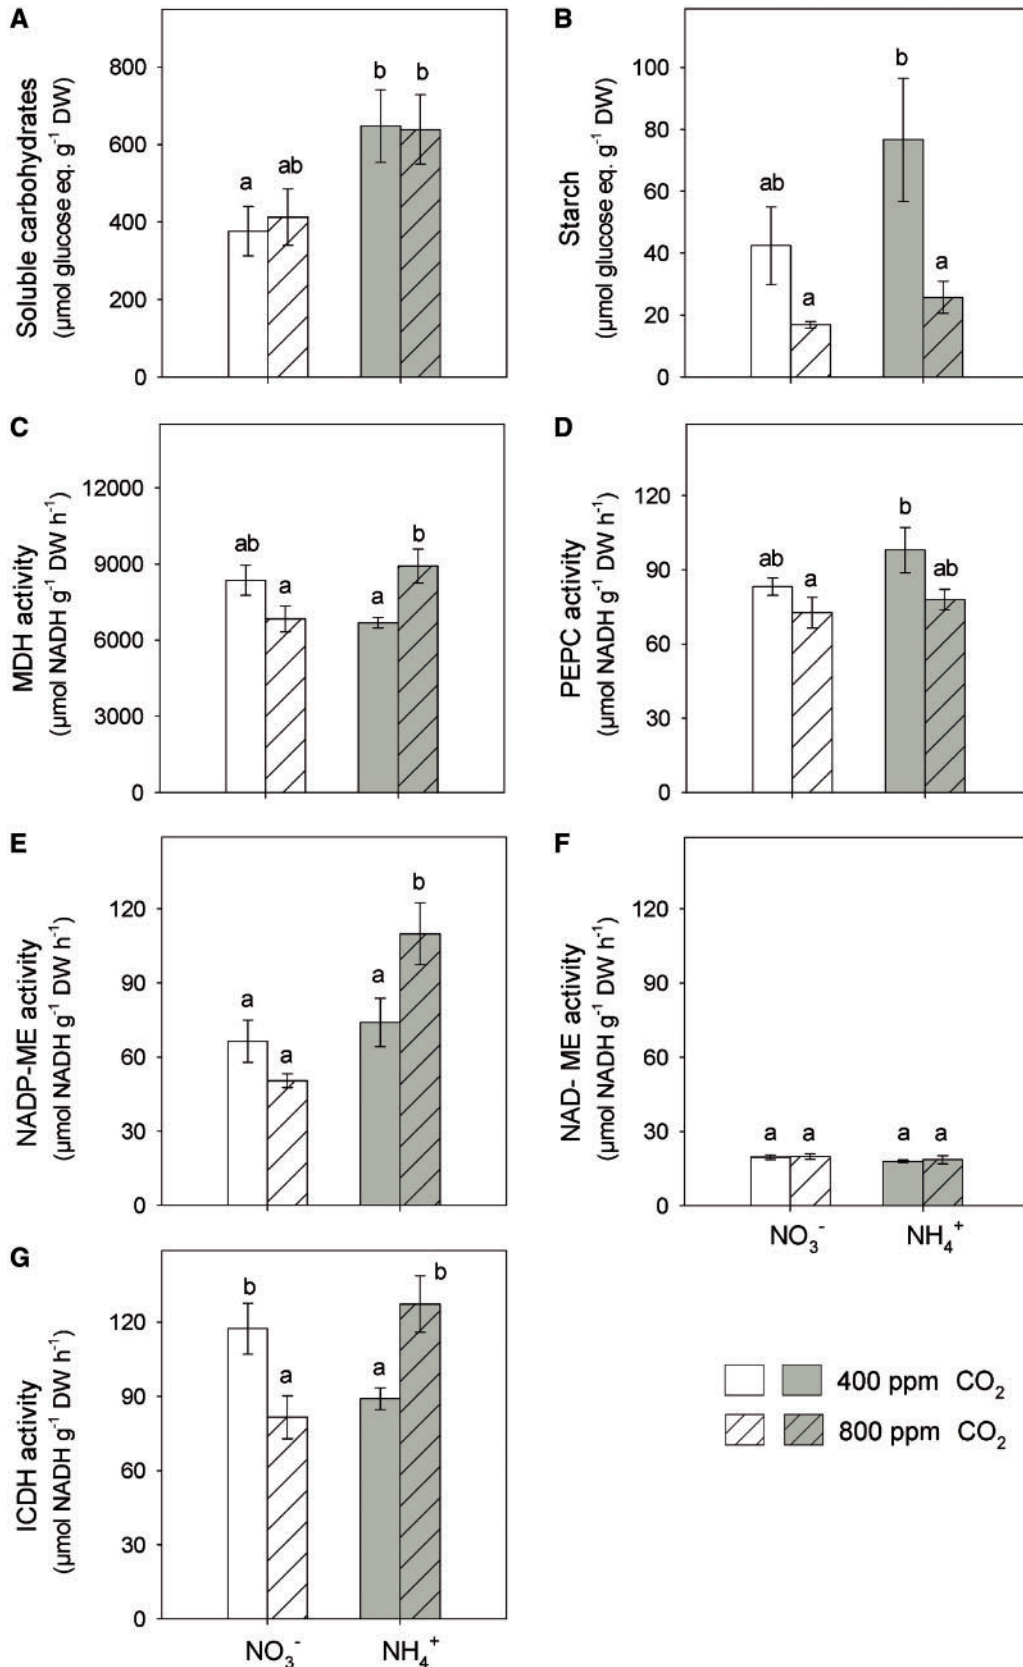 A
Soluble carbohydrates
(µmol glucose eq. g⁻¹ DW)
800
600
400
200
0
a
ab
b
b
B
Starch
(µmol glucose eq. g⁻¹ DW)
100
80
60
40
20
0
ab
a
b
a
C
MDH activity
(µmol NADH g⁻¹ DW h⁻¹)
12000
9000
6000
3000
0
ab
a
a
b
D
PEPC activity
(µmol NADH g⁻¹ DW h⁻¹)
120
90
60
30
0
ab
a
b
ab
E
NADP-ME activity
(µmol NADH g⁻¹ DW h⁻¹)
120
90
60
30
0
a
a
a
b
F
NAD- ME activity
(µmol NADH g⁻¹ DW h⁻¹)
120
90
60
30
0
a
a
a
a
NO₃⁻
NH₄⁺
G
ICDH activity
(µmol NADH g⁻¹ DW h⁻¹)
120
90
60
30
0
b
a
a
b
NO₃⁻
NH₄⁺
400 ppm CO₂
800 ppm CO₂